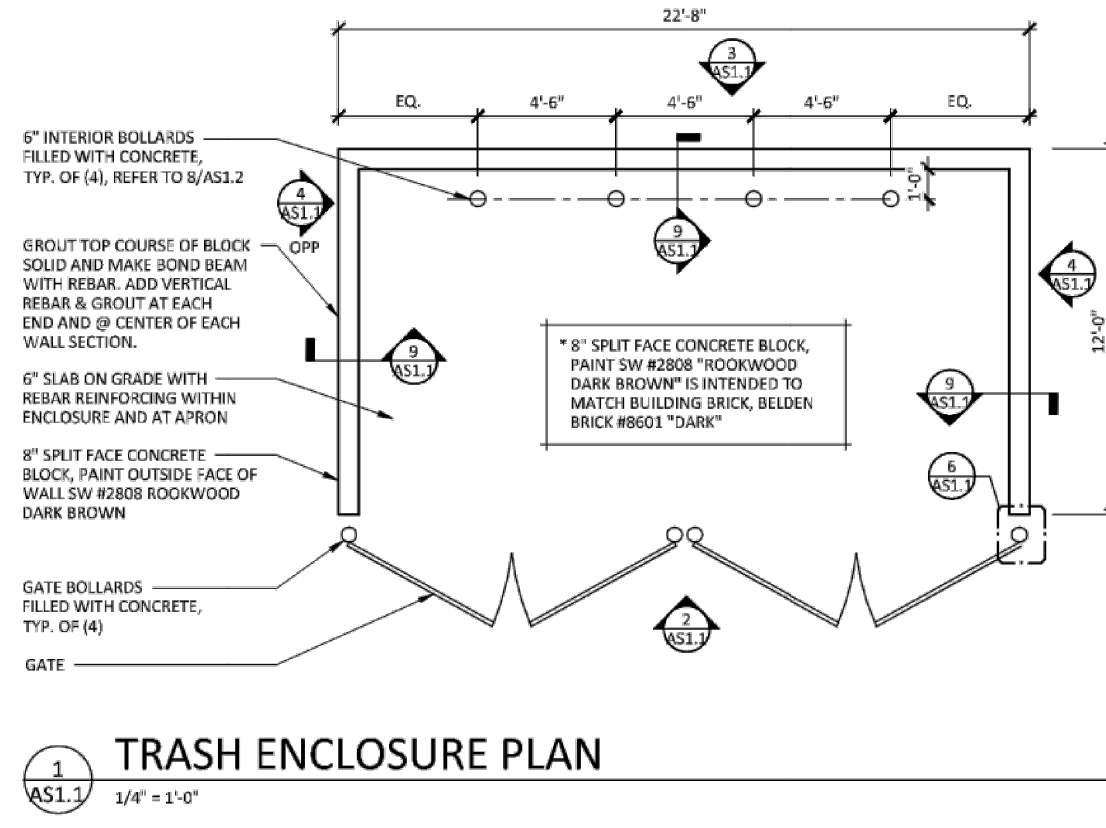 22'-8"
3
AS1.1
EQ.
4'-6"
4'-6"
4'-6"
EQ.
6" INTERIOR BOLLARDS
FILLED WITH CONCRETE,
TYP. OF (4), REFER TO 8/AS1.2
1'-0"
4
AS1.1
OPP
9
AS1.1
GROUT TOP COURSE OF BLOCK
SOLID AND MAKE BOND BEAM
WITH REBAR. ADD VERTICAL
REBAR & GROUT AT EACH
END AND @ CENTER OF EACH
WALL SECTION.
4
AS1.1
12'-0"
9
AS1.1
* 8" SPLIT FACE CONCRETE BLOCK,
PAINT SW #2808 "ROOKWOOD
DARK BROWN" IS INTENDED TO
MATCH BUILDING BRICK, BELDEN
BRICK #8601 "DARK"
9
AS1.1
6" SLAB ON GRADE WITH
REBAR REINFORCING WITHIN
ENCLOSURE AND AT APRON
8" SPLIT FACE CONCRETE
BLOCK, PAINT OUTSIDE FACE OF
WALL SW #2808 ROOKWOOD
DARK BROWN
6
AS1.1
GATE BOLLARDS
FILLED WITH CONCRETE,
TYP. OF (4)
2
AS1.1
GATE
1
AS1.1
TRASH ENCLOSURE PLAN
1/4" = 1'-0"